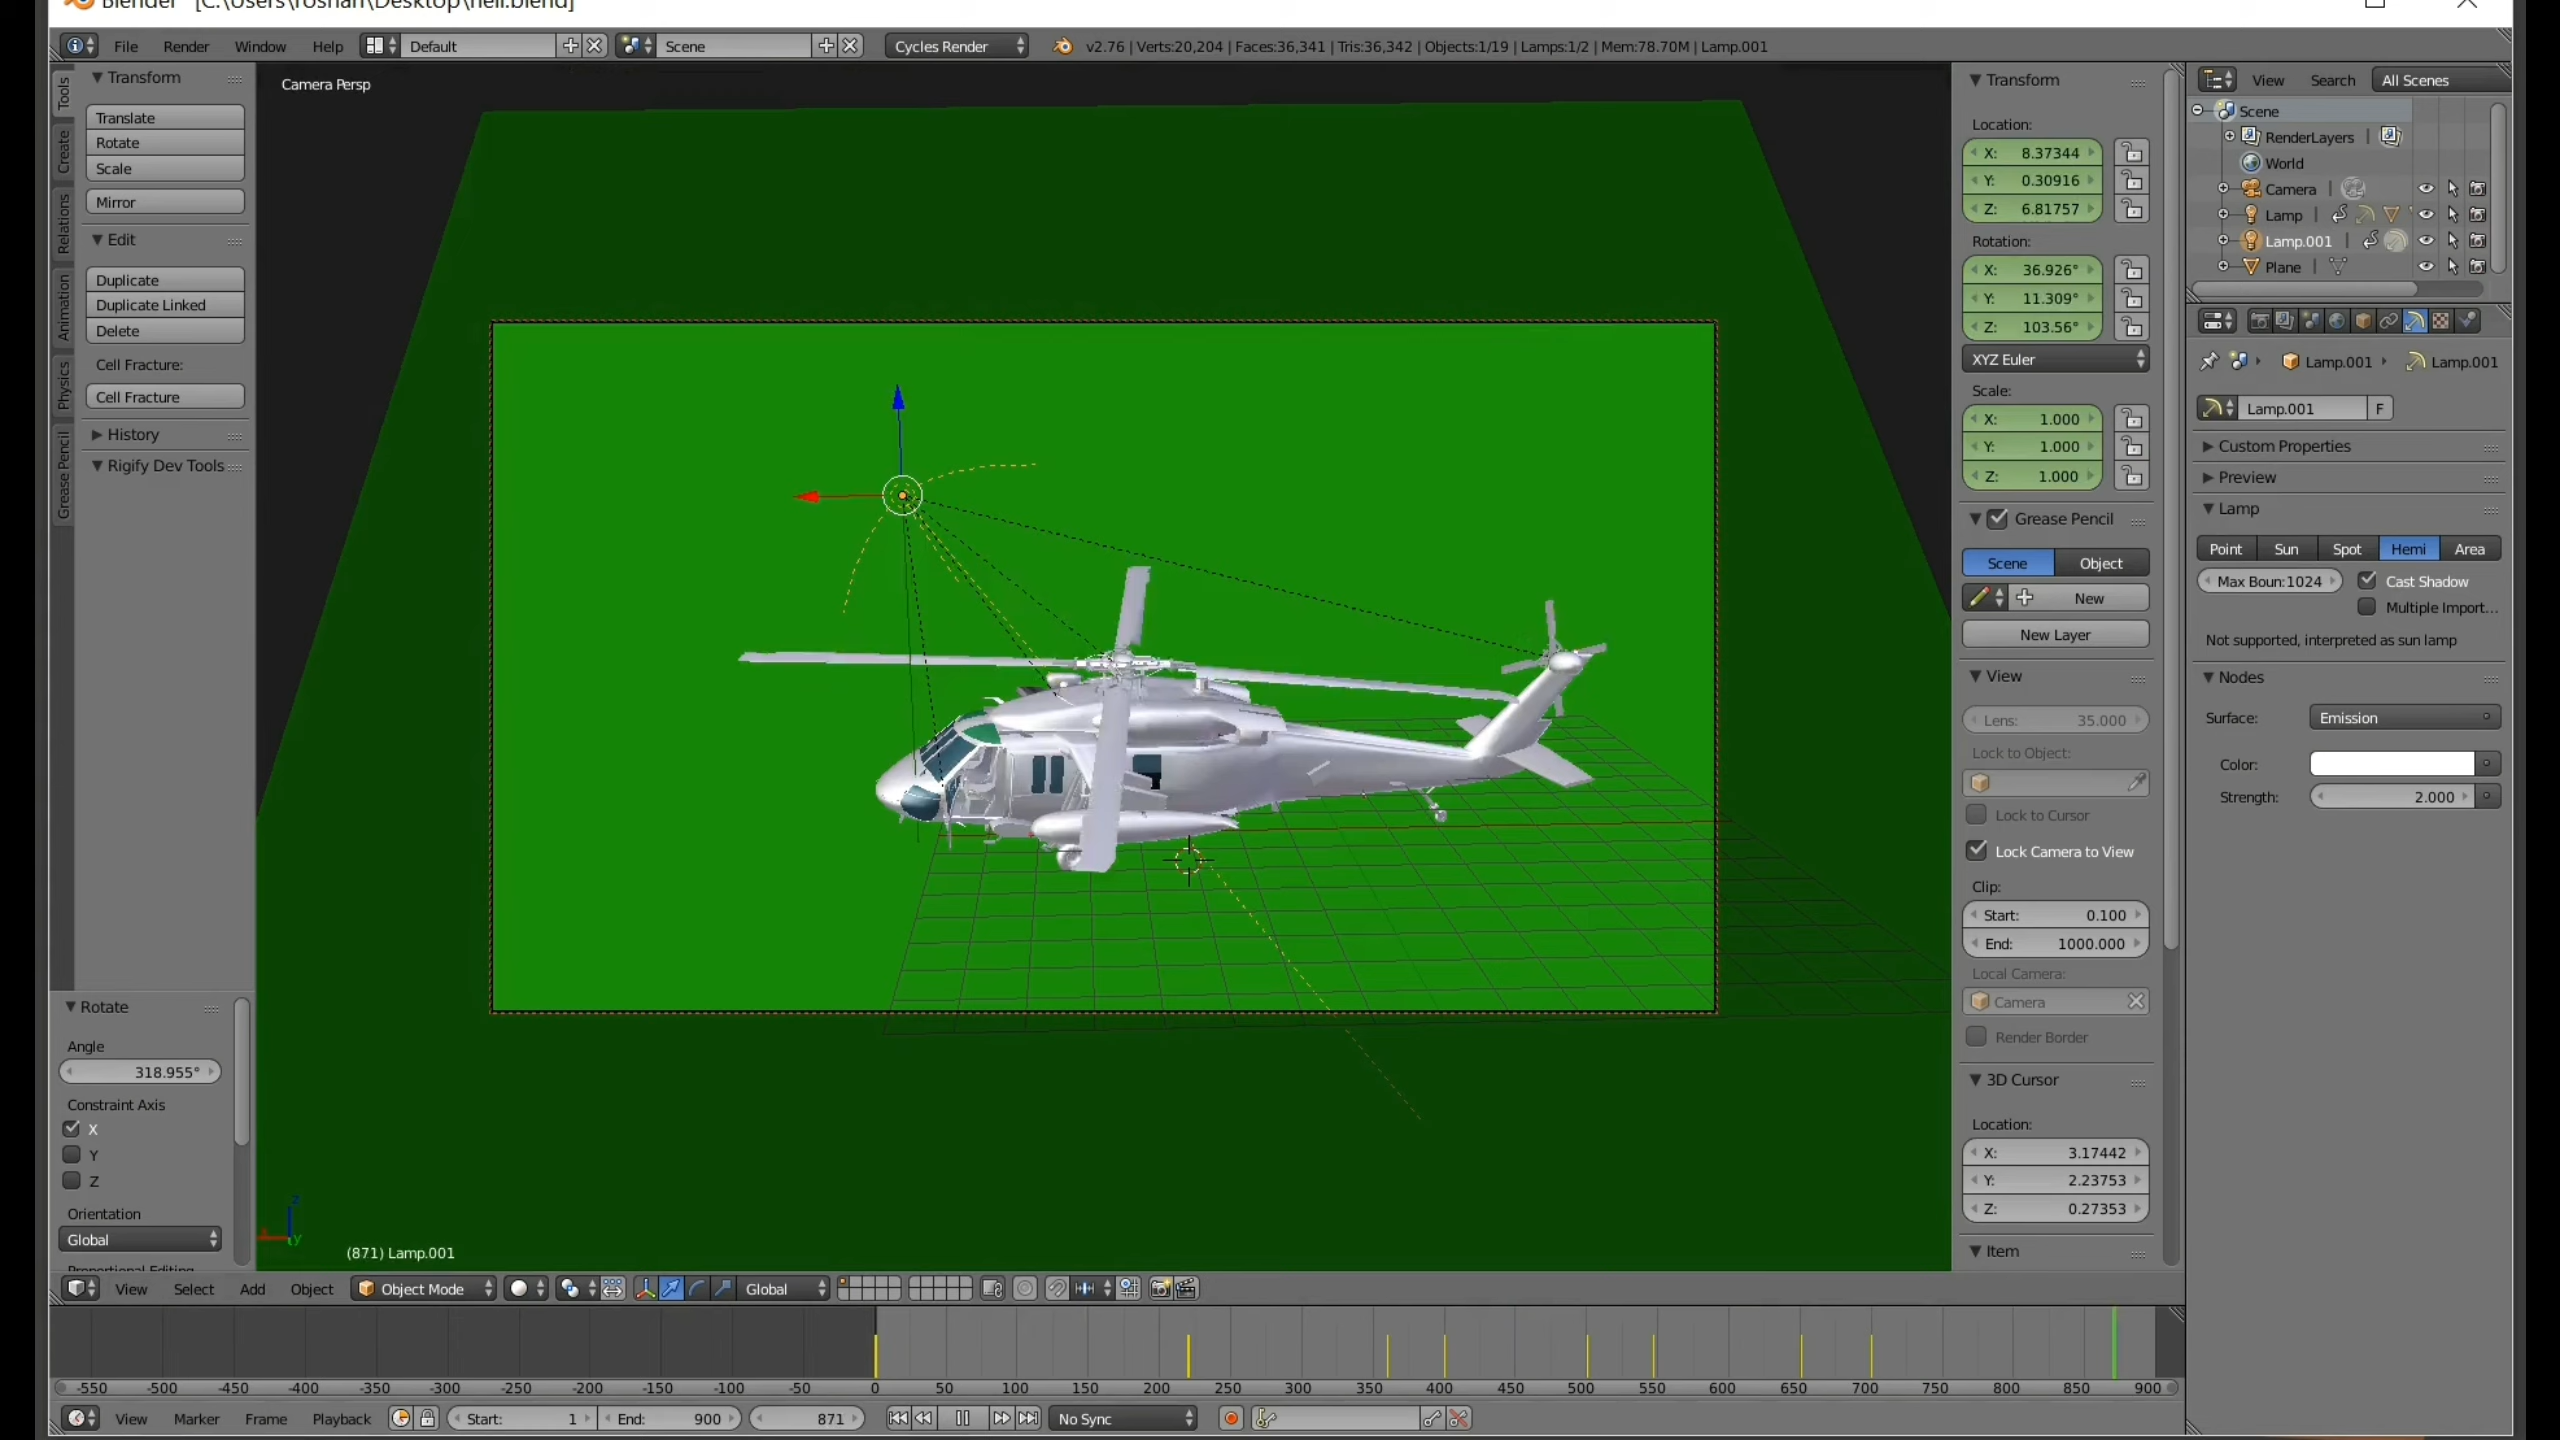 Blender [C:\Users\roshan\Desktop\heli.blend]
File Render Window Help Default Scene Cycles Render v2.76 | Verts:20,204 | Faces:36,341 | Tris:36,342 | Objects:1/19 | Lamps:1/2 | Mem:78.70M | Lamp.001
Tools
Create
Relations
Animation
Physics
Grease Pencil
Transform
Translate
Rotate
Scale
Mirror
Edit
Duplicate
Duplicate Linked
Delete
Cell Fracture:
Cell Fracture
History
Rigify Dev Tools
Rotate
Angle
318.955°
Constraint Axis
X
Y
Z
Orientation
Global
Camera Persp
z
y
(871) Lamp.001
Transform
Location:
X: 8.37344
Y: 0.30916
Z: 6.81757
Rotation:
X: 36.926°
Y: 11.309°
Z: 103.56°
XYZ Euler
Scale:
X: 1.000
Y: 1.000
Z: 1.000
Grease Pencil
Scene Object
New
New Layer
View
Lens: 35.000
Lock to Object:
Lock to Cursor
Lock Camera to View
Clip:
Start: 0.100
End: 1000.000
Local Camera:
Camera
Render Border
3D Cursor
Location:
X: 3.17442
Y: 2.23753
Z: 0.27353
Item
View Search All Scenes
Scene
RenderLayers
World
Camera
Lamp
Lamp.001
Plane
Lamp.001 Lamp.001
Lamp.001 F
Custom Properties
Preview
Lamp
Point Sun Spot Hemi Area
Max Boun:1024 Cast Shadow
Multiple Import...
Not supported, interpreted as sun lamp
Nodes
Surface: Emission
Color:
Strength: 2.000
View Select Add Object Object Mode Global
-550 -500 -450 -400 -350 -300 -250 -200 -150 -100 -50 0 50 100 150 200 250 300 350 400 450 500 550 600 650 700 750 800 850 900
View Marker Frame Playback Start: 1 End: 900 871 No Sync